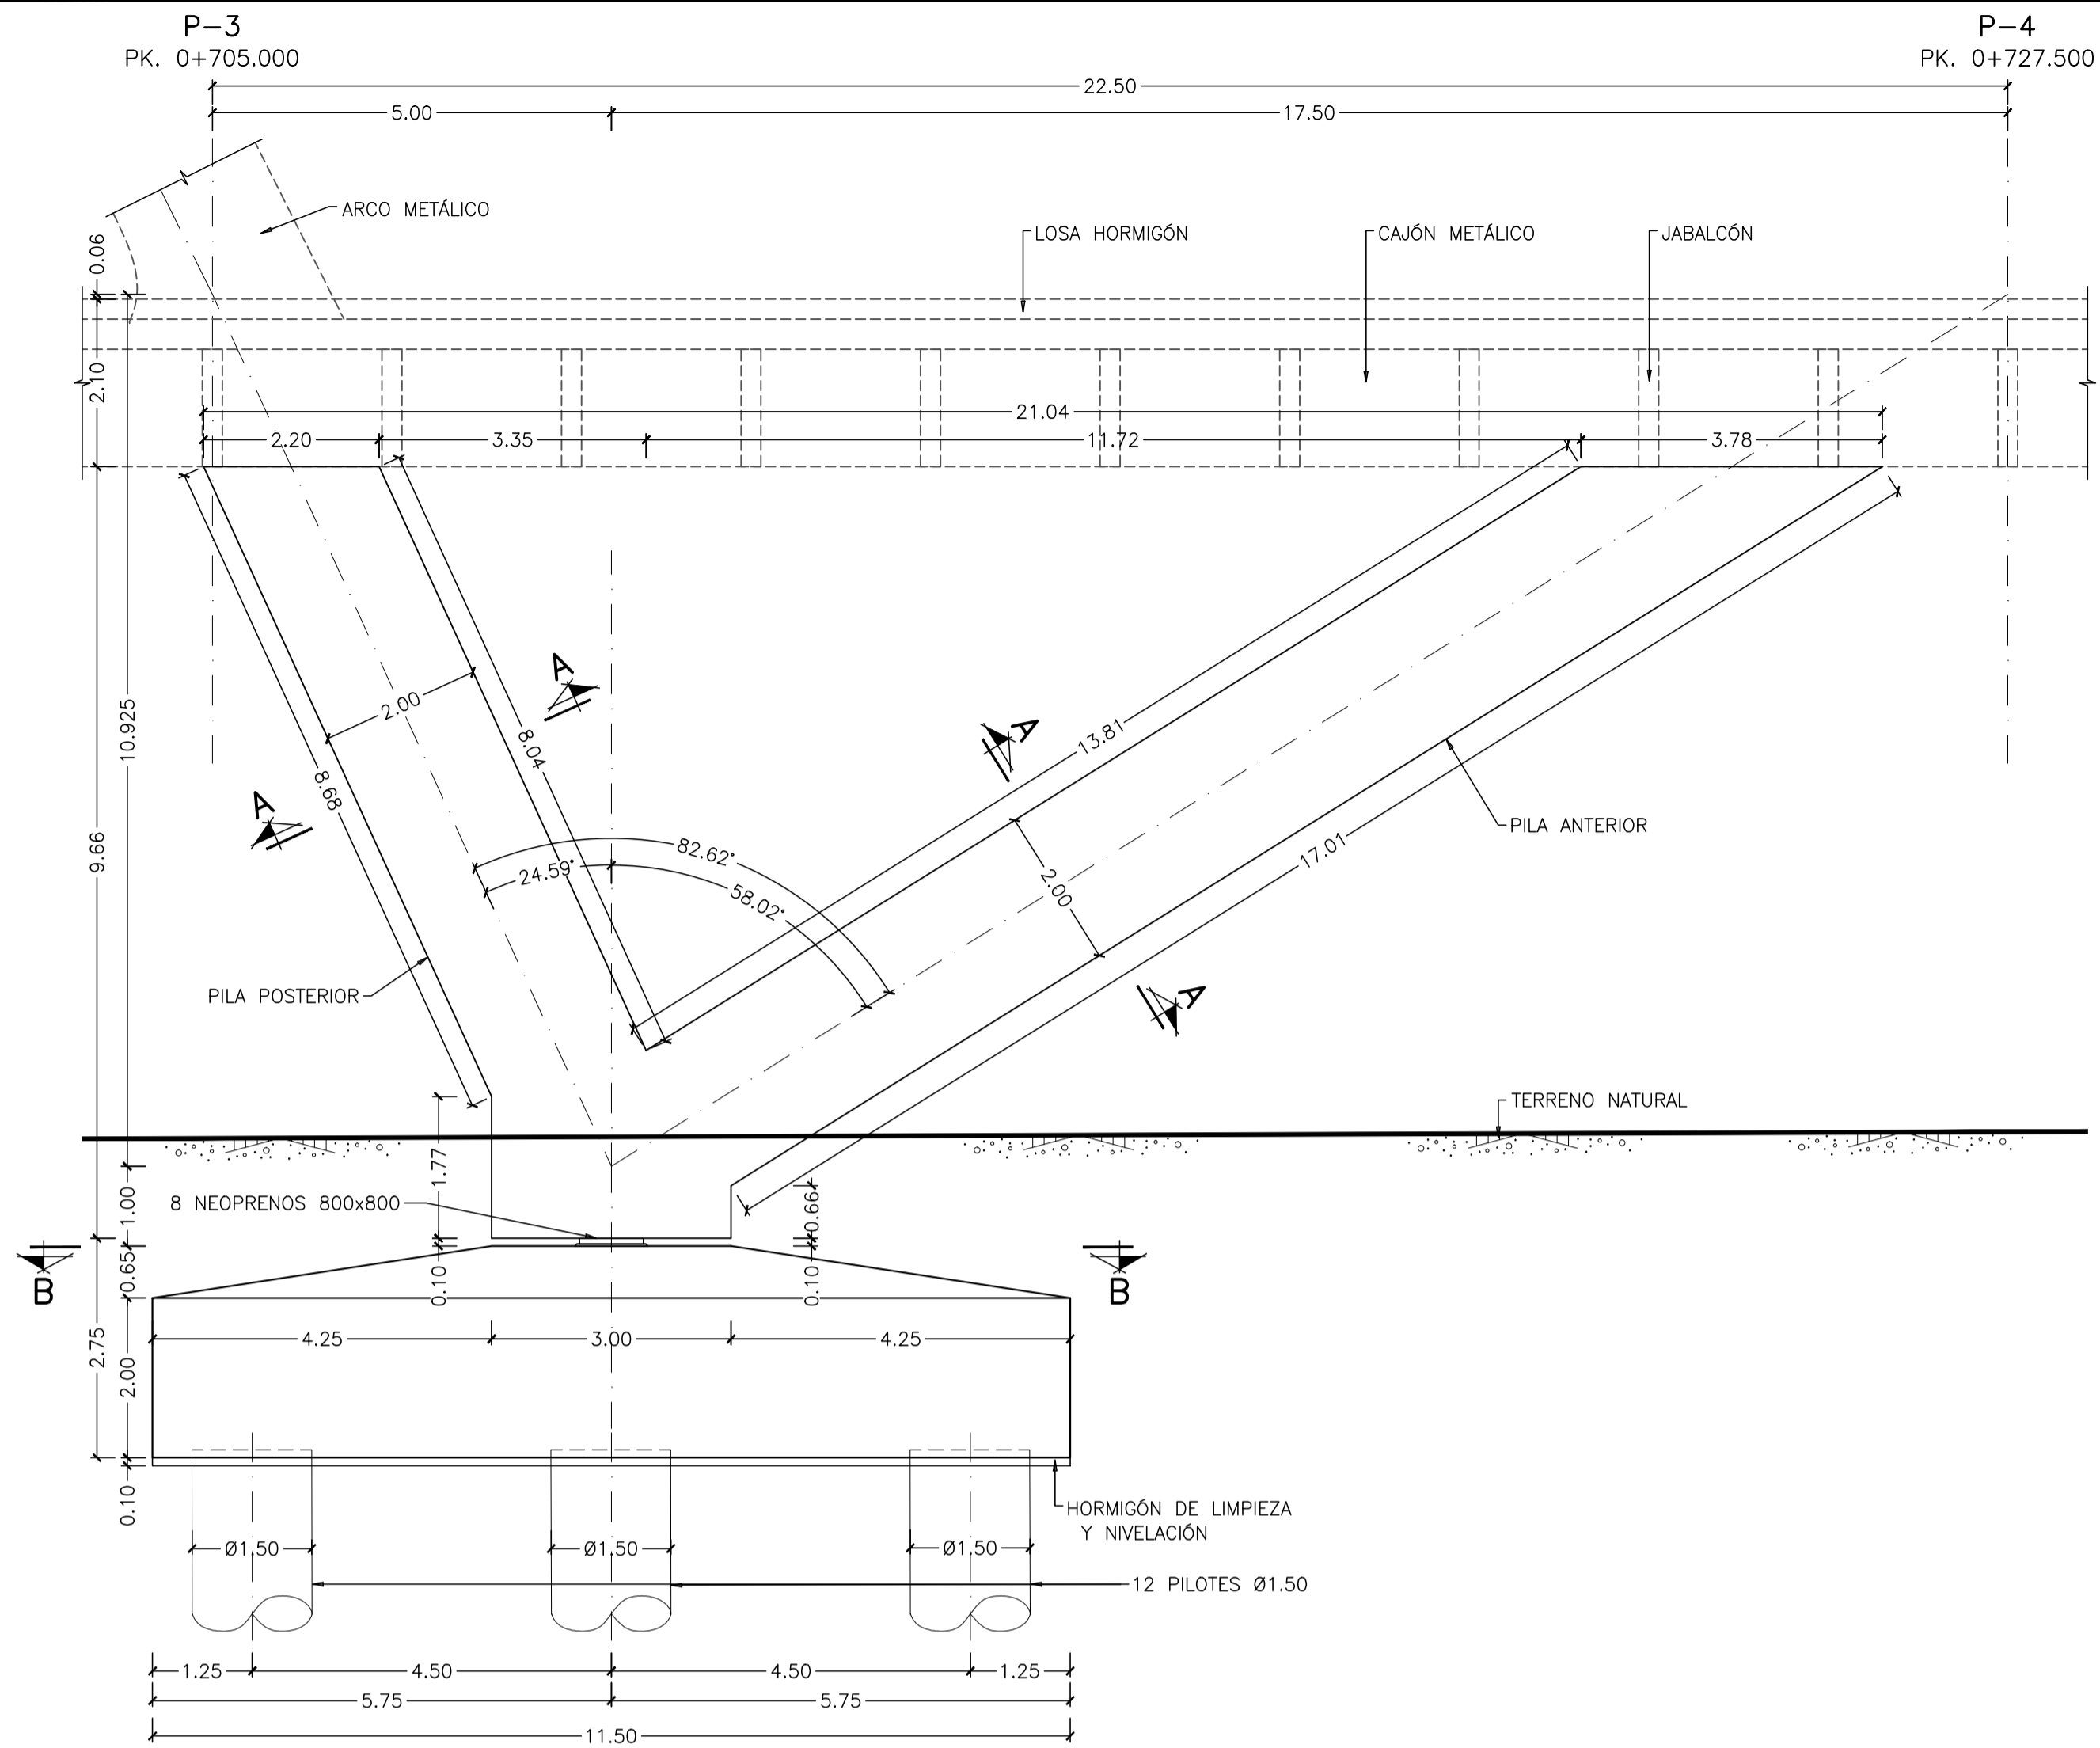 P-3
PK. 0+705.000
P-4
PK. 0+727.500
22.50
5.00
17.50
ARCO METÁLICO
LOSA HORMIGÓN
CAJÓN METÁLICO
JABALCÓN
0.06
2.10
21.04
2.20
3.35
11.72
3.78
10.925
9.66
2.00
A
A
8.04
8.68
A
13.81
2.00
17.01
A
PILA ANTERIOR
82.62°
24.59°
58.02°
PILA POSTERIOR
TERRENO NATURAL
1.77
1.00
8 NEOPRENOS 800x800
0.66
0.65
0.10
0.10
B
B
4.25
3.00
4.25
2.75
2.00
0.10
HORMIGÓN DE LIMPIEZA
Y NIVELACIÓN
Ø1.50
Ø1.50
Ø1.50
12 PILOTES Ø1.50
1.25
4.50
4.50
1.25
5.75
5.75
11.50